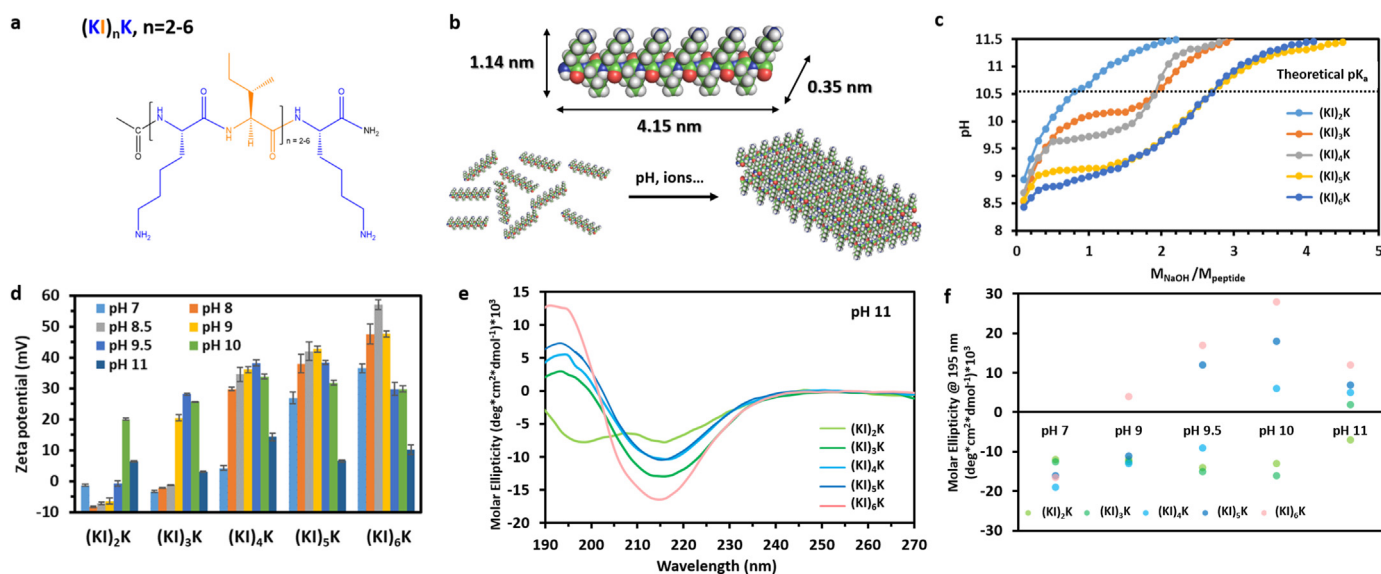 a
(KI)nK, n=2-6
O
H
N
N
H
O
H
N
O
NH2
O
H
n = 2-6
NH2
NH2
b
1.14 nm
0.35 nm
4.15 nm
pH, ions...
c
pH
11.5
10.5
10
9.5
9
8.5
8
Theoretical pKa
(KI)2K
(KI)3K
(KI)4K
(KI)5K
(KI)6K
0 1 2 3 4 5
MNaOH/Mpeptide
d
Zeta potential (mV)
60
50
40
30
20
10
0
-10
pH 7 pH 8
pH 8.5 pH 9
pH 9.5 pH 10
pH 11
(KI)2K (KI)3K (KI)4K (KI)5K (KI)6K
e
Molar Ellipticity (deg*cm2*dmol-1)*103
15
10
5
0
-5
-10
-15
-20
pH 11
(KI)2K
(KI)3K
(KI)4K
(KI)5K
(KI)6K
190 200 210 220 230 240 250 260 270
Wavelength (nm)
f
Molar Ellipticity @ 195 nm
(deg*cm2*dmol-1)*103
30
20
10
0
-10
-20
-30
pH 7 pH 9 pH 9.5 pH 10 pH 11
(KI)2K (KI)3K (KI)4K (KI)5K (KI)6K